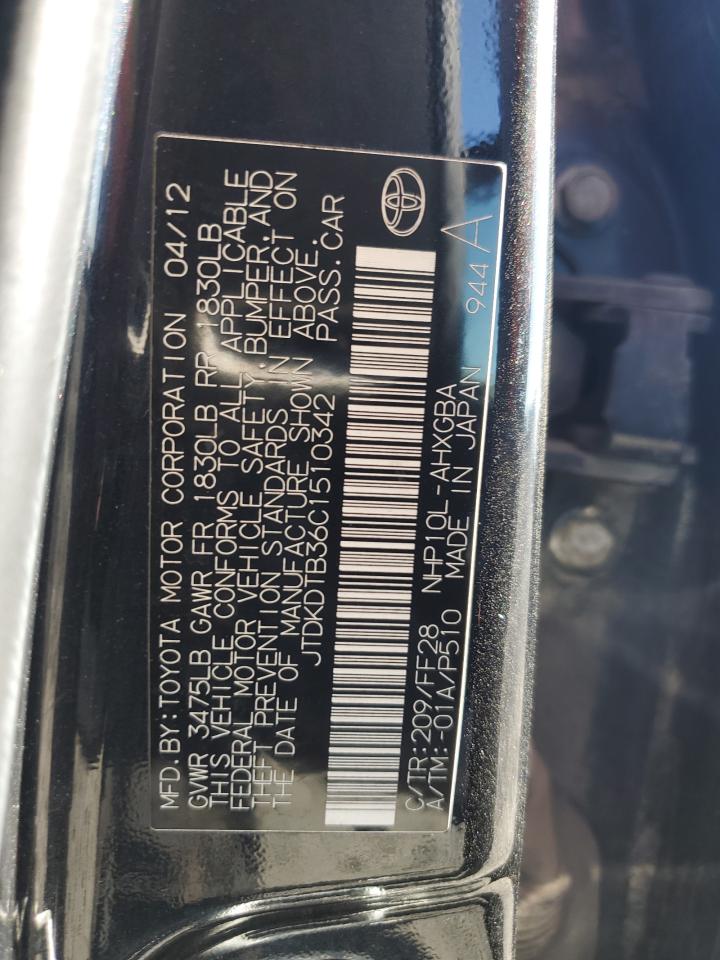 MFD. BY: TOYOTA MOTOR CORPORATION 04/12
GVWR 3475LB GAWR FR 1830LB RR 1830LB
THIS VEHICLE CONFORMS TO ALL APPLICABLE
FEDERAL MOTOR VEHICLE SAFETY, BUMPER, AND
THEFT PREVENTION STANDARDS IN EFFECT ON
THE DATE OF MANUFACTURE SHOWN ABOVE.
JTDKDTB36C1510342 PASS. CAR
C/TR: 209/FF28 NHP10L-AHXGBA
A/TM: -01A/P510 MADE IN JAPAN 944 A